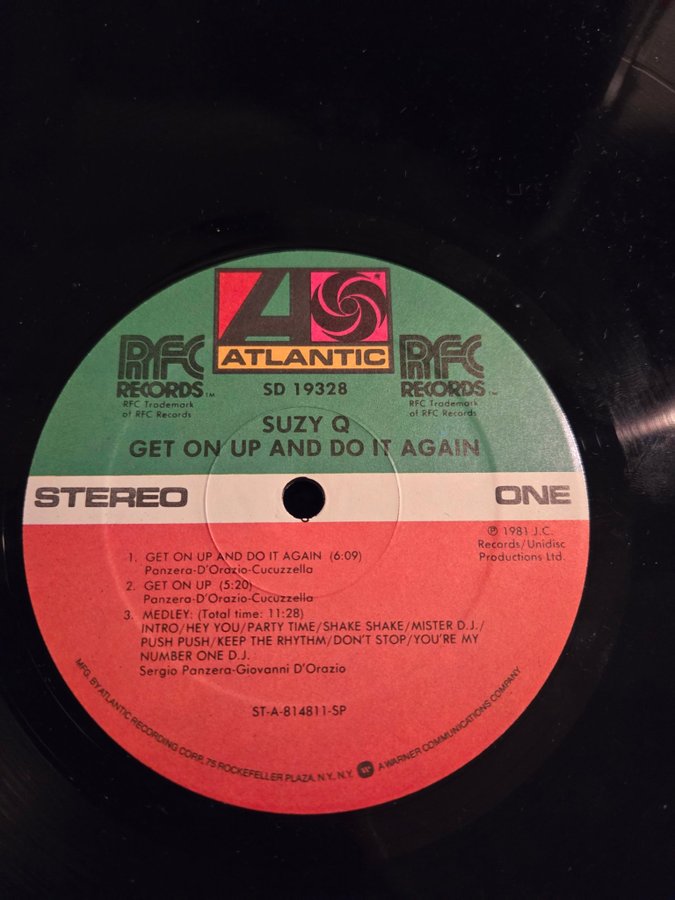 ATLANTIC
RFC RECORDS™
RFC Trademark
of RFC Records
RFC RECORDS™
RFC Trademark
of RFC Records
SD 19328
SUZY Q
GET ON UP AND DO IT AGAIN
STEREO
ONE
℗ 1981 J.C.
Records/Unidisc
Productions Ltd.
1. GET ON UP AND DO IT AGAIN (6:09)
Panzera-D'Orazio-Cucuzzella
2. GET ON UP (5:20)
Panzera-D'Orazio-Cucuzzella
3. MEDLEY: (Total time: 11:28)
INTRO/HEY YOU/PARTY TIME/SHAKE SHAKE/MISTER D.J./
PUSH PUSH/KEEP THE RHYTHM/DON'T STOP/YOU'RE MY
NUMBER ONE D.J.
Sergio Panzera-Giovanni D'Orazio
ST-A-814811-SP
MFG. BY ATLANTIC RECORDING CORP., 75 ROCKEFELLER PLAZA, N.Y., N.Y. A WARNER COMMUNICATIONS COMPANY